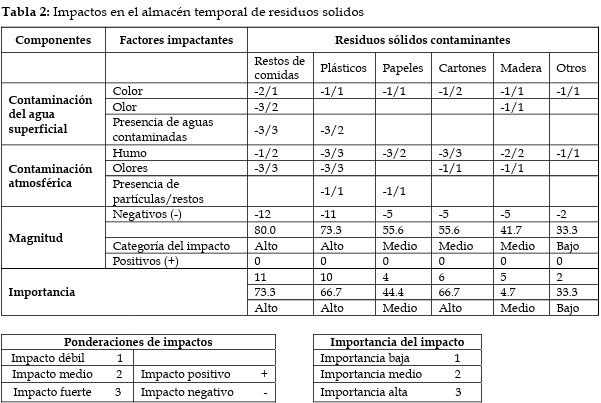 Tabla 2: Impactos en el almacén temporal de residuos solidos
Componentes Factores impactantes Residuos sólidos contaminantes
Restos de comidas Plásticos Papeles Cartones Madera Otros
Contaminación del agua superficial
Color -2/1 -1/1 -1/1 -1/2 -1/1 -1/1
Olor -3/2 -1/1
Presencia de aguas contaminadas -3/3 -3/2
Contaminación atmosférica
Humo -1/2 -3/3 -3/2 -3/3 -2/2 -1/1
Olores -3/3 -3/3 -1/1 -1/1
Presencia de partículas/restos -1/1 -1/1
Magnitud
Negativos (-) -12 -11 -5 -5 -5 -2
80.0 73.3 55.6 55.6 41.7 33.3
Categoría del impacto Alto Alto Medio Medio Medio Bajo
Positivos (+) 0 0 0 0 0 0
Importancia
11 10 4 6 5 2
73.3 66.7 44.4 66.7 4.7 33.3
Alto Alto Medio Alto Medio Bajo
Ponderaciones de impactos
Impacto débil 1
Impacto medio 2 Impacto positivo +
Impacto fuerte 3 Impacto negativo -
Importancia del impacto
Importancia baja 1
Importancia medio 2
Importancia alta 3